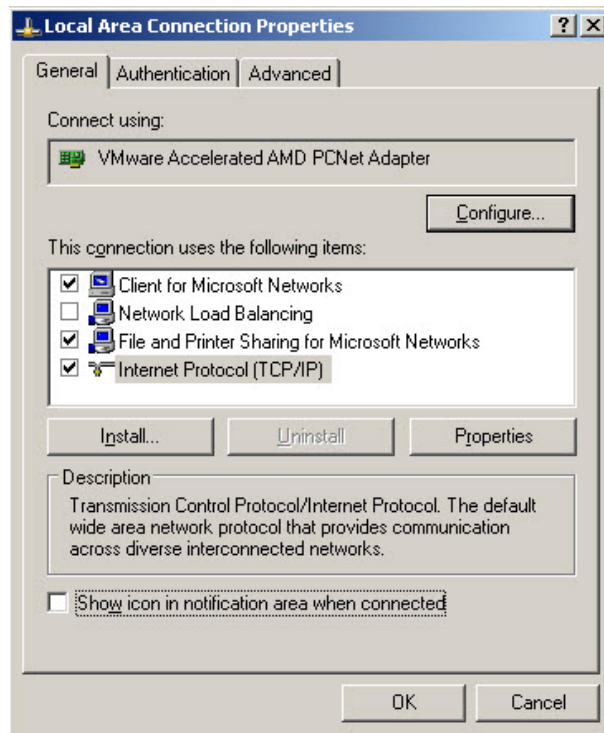 Local Area Connection Properties
General
Authentication
Advanced
Connect using:
VMware Accelerated AMD PCNet Adapter
Configure...
This connection uses the following items:
Client for Microsoft Networks
Network Load Balancing
File and Printer Sharing for Microsoft Networks
Internet Protocol (TCP/IP)
Install...
Uninstall
Properties
Description
Transmission Control Protocol/Internet Protocol. The default
wide area network protocol that provides communication
across diverse interconnected networks.
Show icon in notification area when connected
OK
Cancel